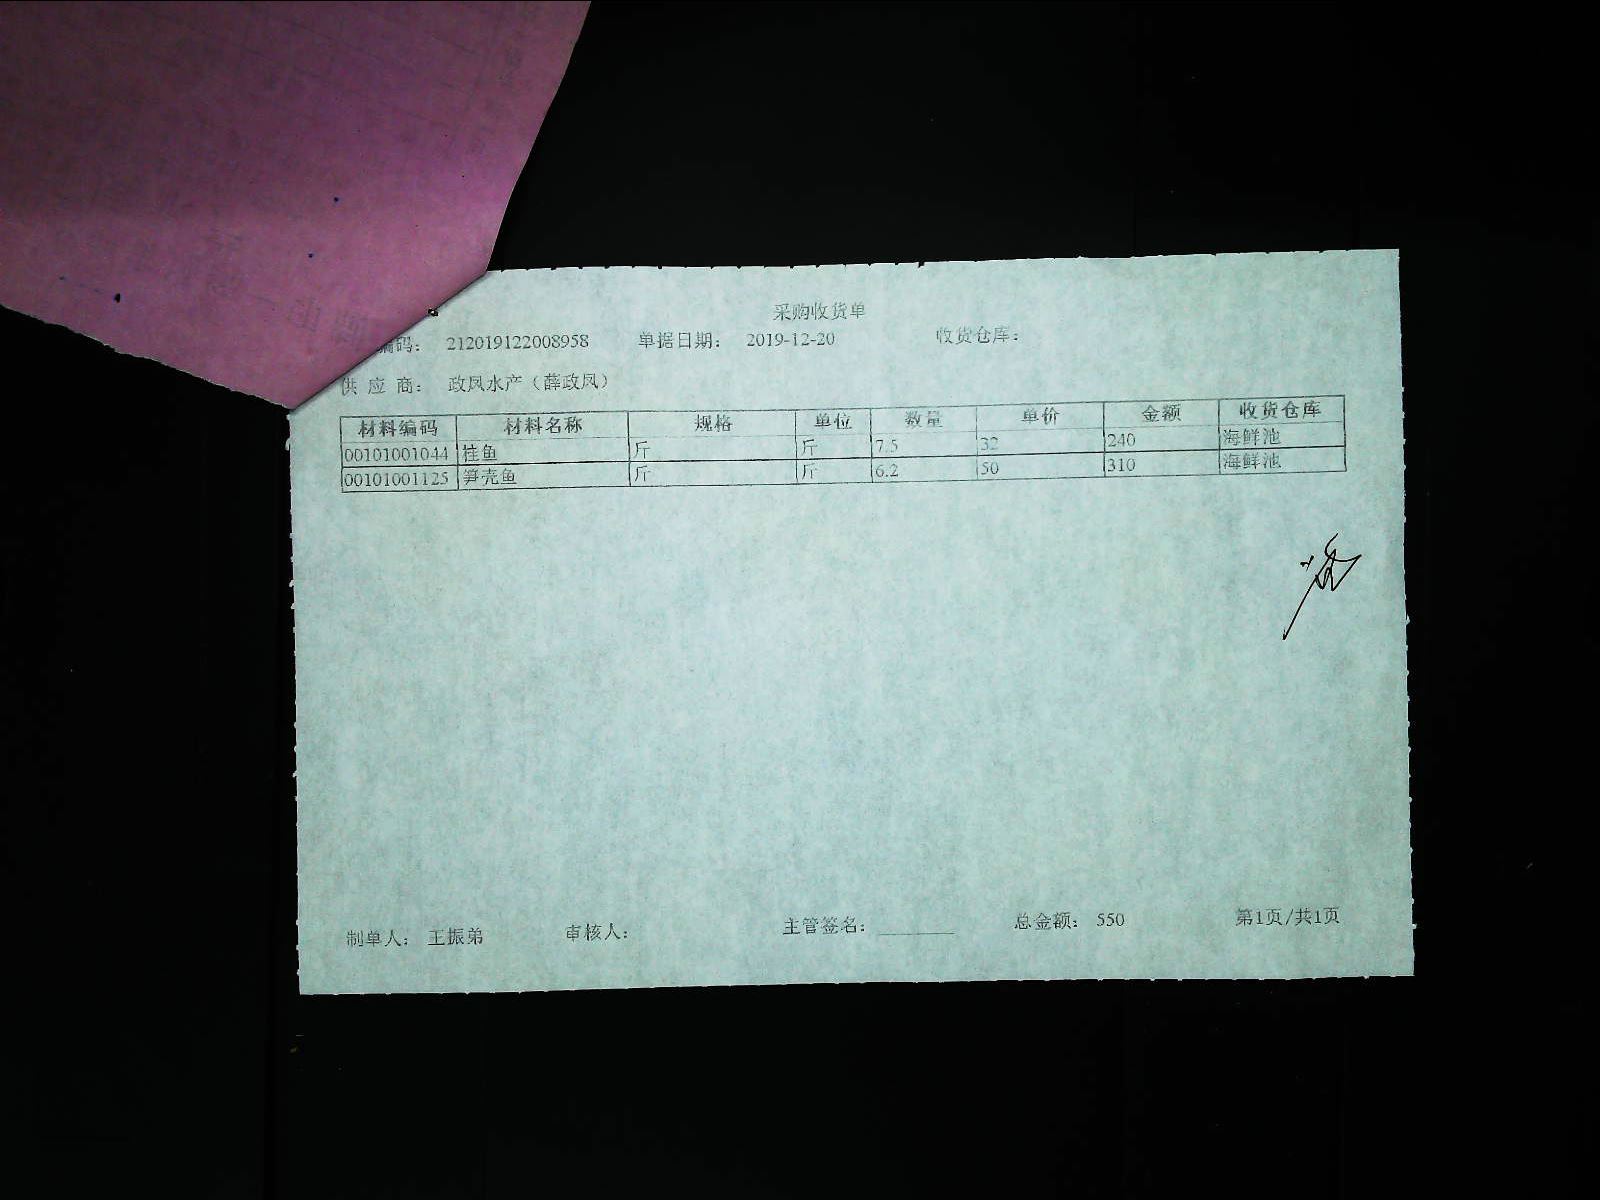 采购收货单
编码： 212019122008958 单据日期： 2019-12-20 收货仓库：
供 应 商： 政凤水产（薛政凤）
材料编码 材料名称 规格 单位 数量 单价 金额 收货仓库
00101001044 桂鱼 斤 斤 7.5 32 240 海鲜池
00101001125 笋壳鱼 斤 斤 6.2 50 310 海鲜池
制单人： 王振弟 审核人： 主管签名： 总金额： 550 第1页/共1页